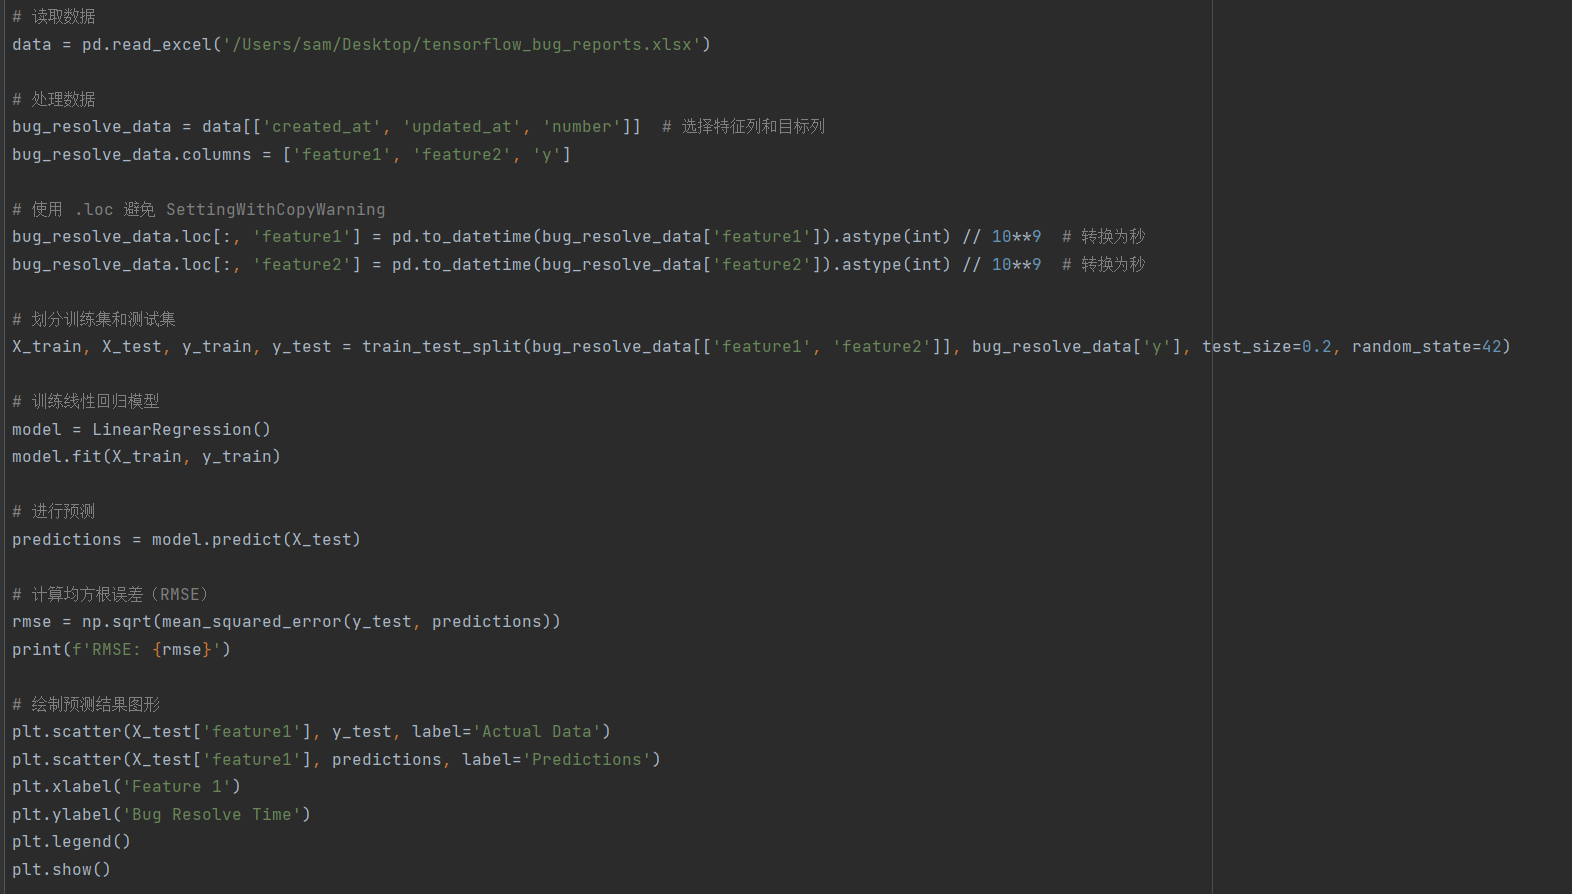 # 读取数据
data = pd.read_excel('/Users/sam/Desktop/tensorflow_bug_reports.xlsx')
# 处理数据
bug_resolve_data = data[['created_at', 'updated_at', 'number']]  # 选择特征列和目标列
bug_resolve_data.columns = ['feature1', 'feature2', 'y']
# 使用 .loc 避免 SettingWithCopyWarning
bug_resolve_data.loc[:, 'feature1'] = pd.to_datetime(bug_resolve_data['feature1']).astype(int) // 10**9  # 转换为秒
bug_resolve_data.loc[:, 'feature2'] = pd.to_datetime(bug_resolve_data['feature2']).astype(int) // 10**9  # 转换为秒
# 划分训练集和测试集
X_train, X_test, y_train, y_test = train_test_split(bug_resolve_data[['feature1', 'feature2']], bug_resolve_data['y'], test_size=0.2, random_state=42)
# 训练线性回归模型
model = LinearRegression()
model.fit(X_train, y_train)
# 进行预测
predictions = model.predict(X_test)
# 计算均方根误差（RMSE）
rmse = np.sqrt(mean_squared_error(y_test, predictions))
print(f'RMSE: {rmse}')
# 绘制预测结果图形
plt.scatter(X_test['feature1'], y_test, label='Actual Data')
plt.scatter(X_test['feature1'], predictions, label='Predictions')
plt.xlabel('Feature 1')
plt.ylabel('Bug Resolve Time')
plt.legend()
plt.show()